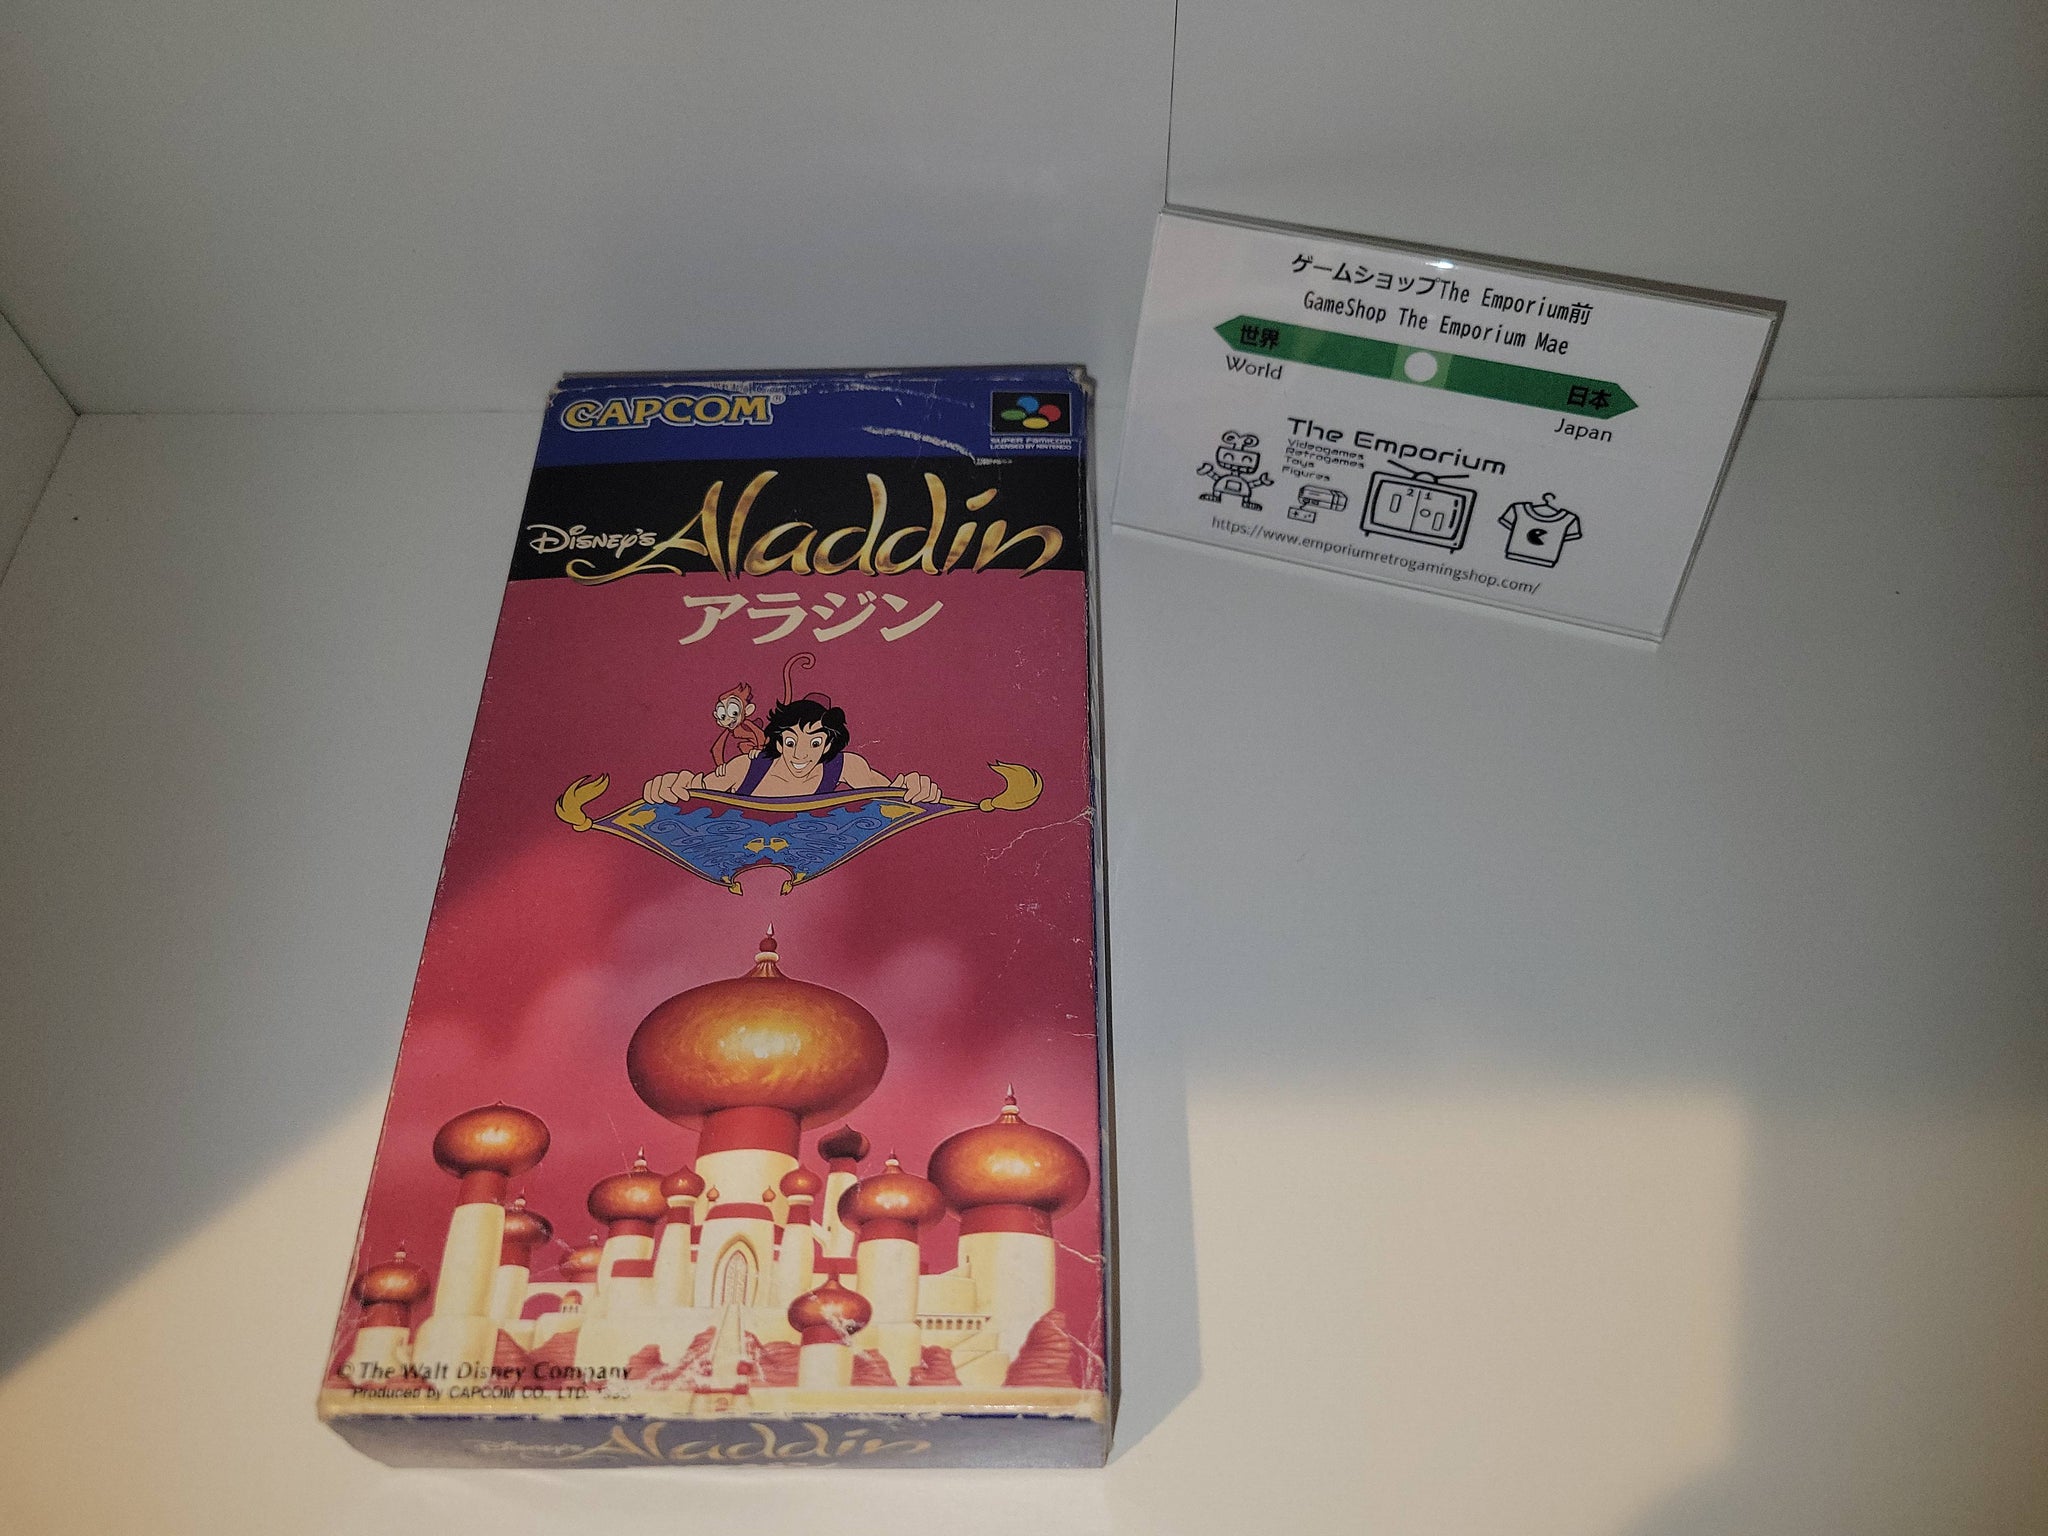 CAPCOM®
SUPER FAMICOM
LICENSED BY NINTENDO
Disney's Aladdin
アラジン
© The Walt Disney Company
Produced by CAPCOM CO., LTD.
Disney's Aladdin
ゲームショップThe Emporium前
GameShop The Emporium Mae
世界
World
日本
Japan
The Emporium
Videogames
Retrogames
Toys
Figures
2 1
https://www.emporiumretrogamingshop.com/